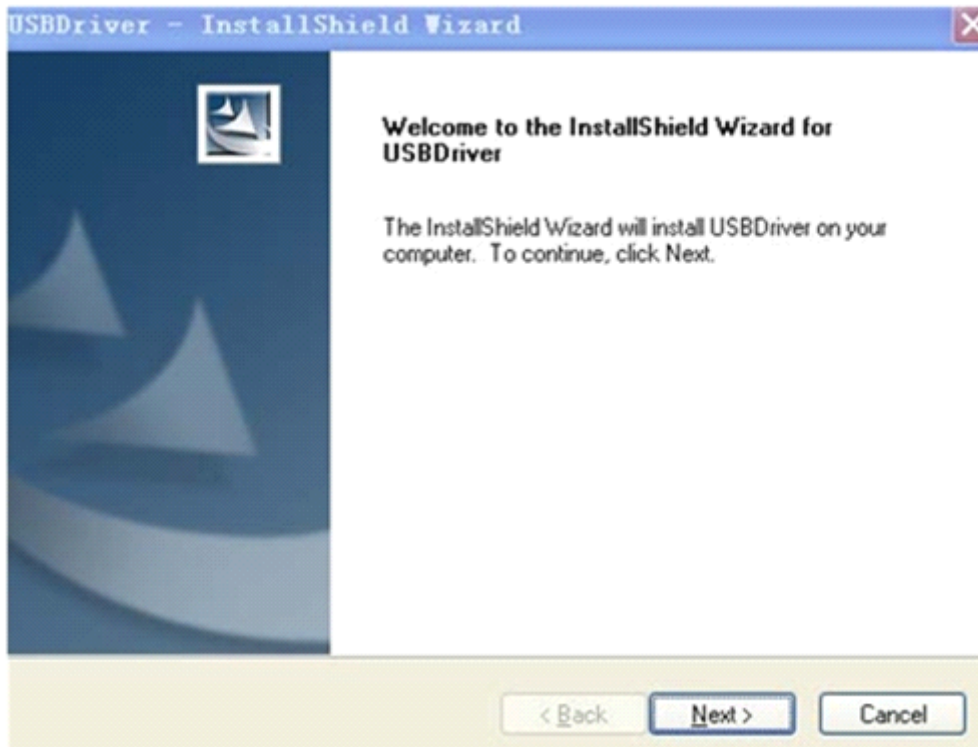 USBDriver - InstallShield Wizard
Welcome to the InstallShield Wizard for
USBDriver
The InstallShield Wizard will install USBDriver on your
computer. To continue, click Next.
< Back
Next >
Cancel